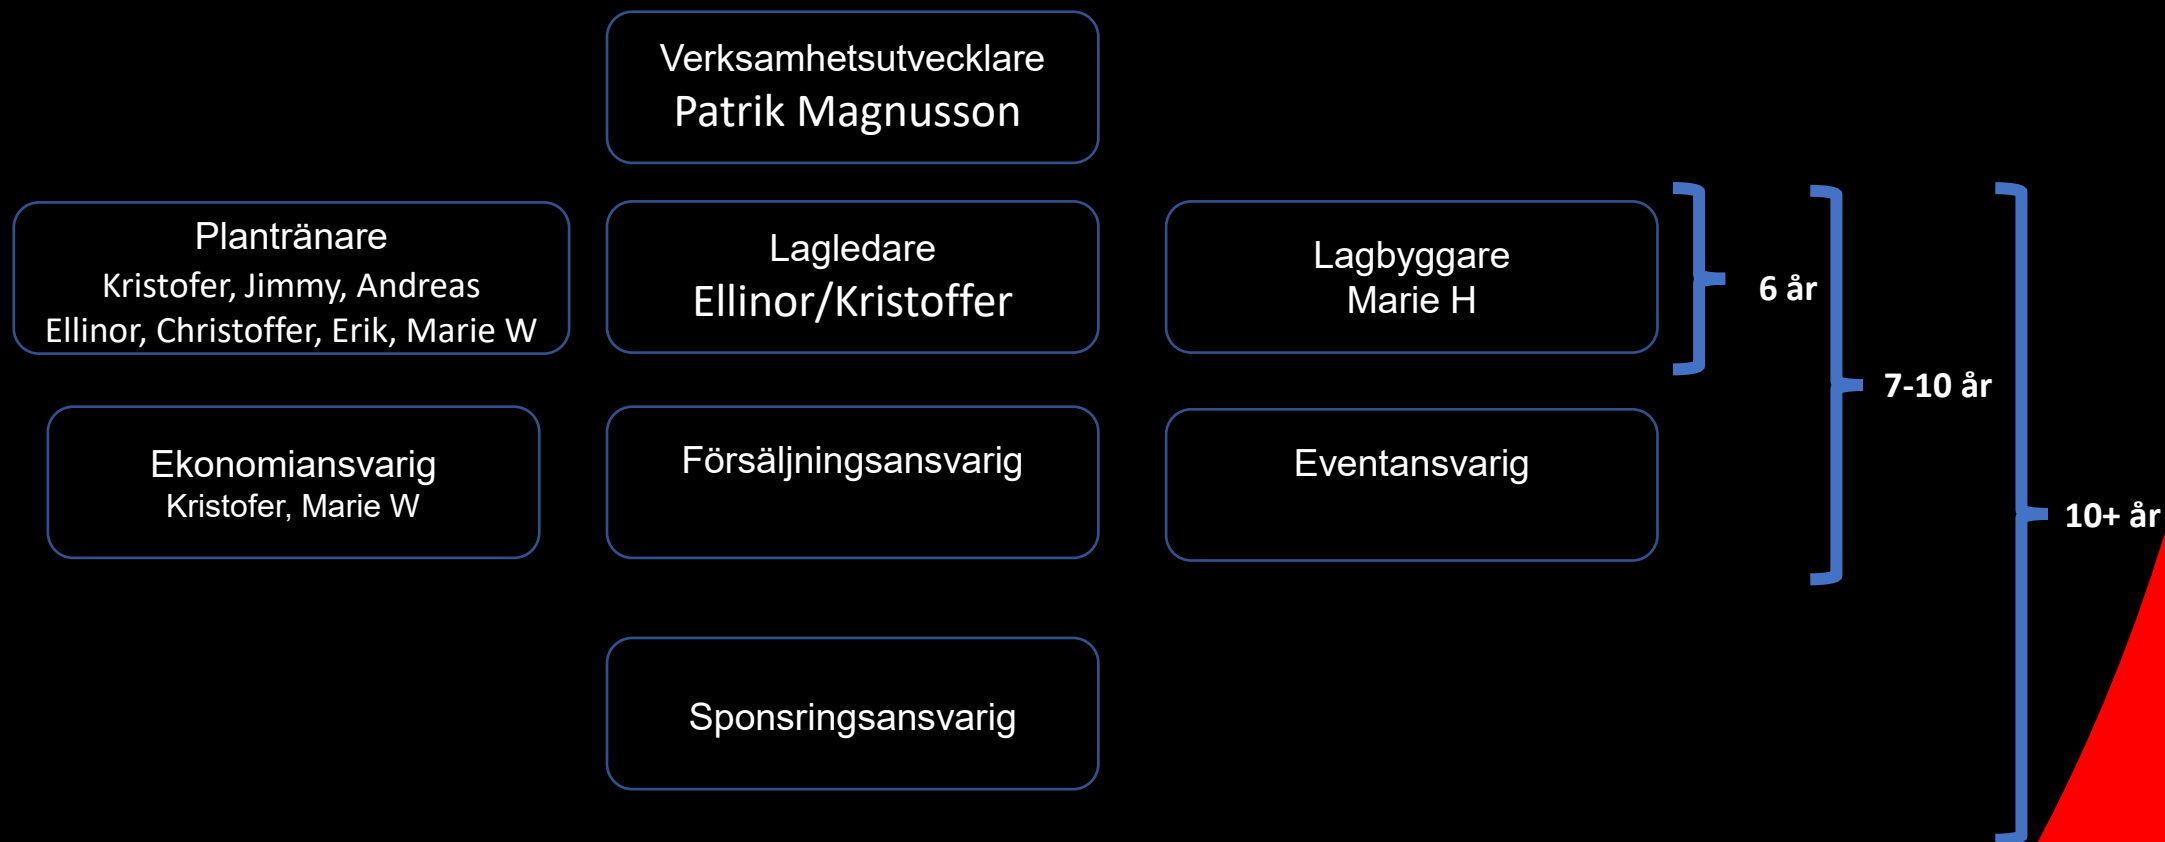 Verksamhetsutvecklare
Patrik Magnusson
Plantränare
Kristofer, Jimmy, Andreas
Ellinor, Christoffer, Erik, Marie W
Lagledare
Ellinor/Kristoffer
Lagbyggare
Marie H
6 år
7-10 år
Ekonomiansvarig
Kristofer, Marie W
Försäljningsansvarig
Eventansvarig
10+ år
Sponsringsansvarig